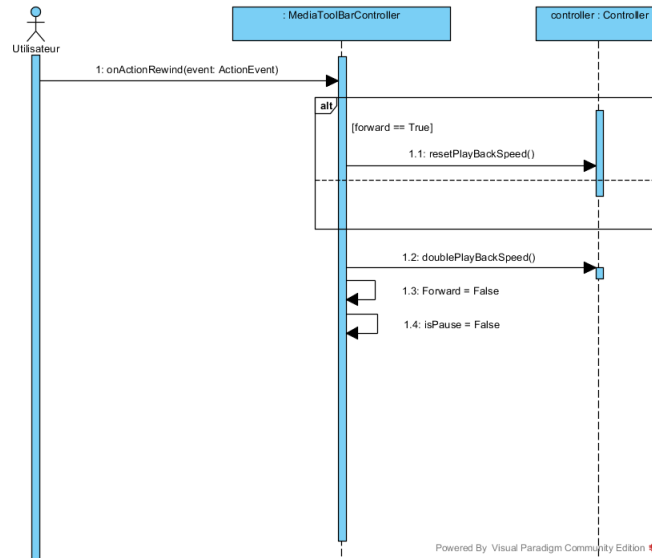 Utilisateur
: MediaToolBarController
controller : Controller
1: onActionRewind(event: ActionEvent)
alt
[forward == True]
1.1: resetPlayBackSpeed()
1.2: doublePlayBackSpeed()
1.3: Forward = False
1.4: isPause = False
Powered By Visual Paradigm Community Edition